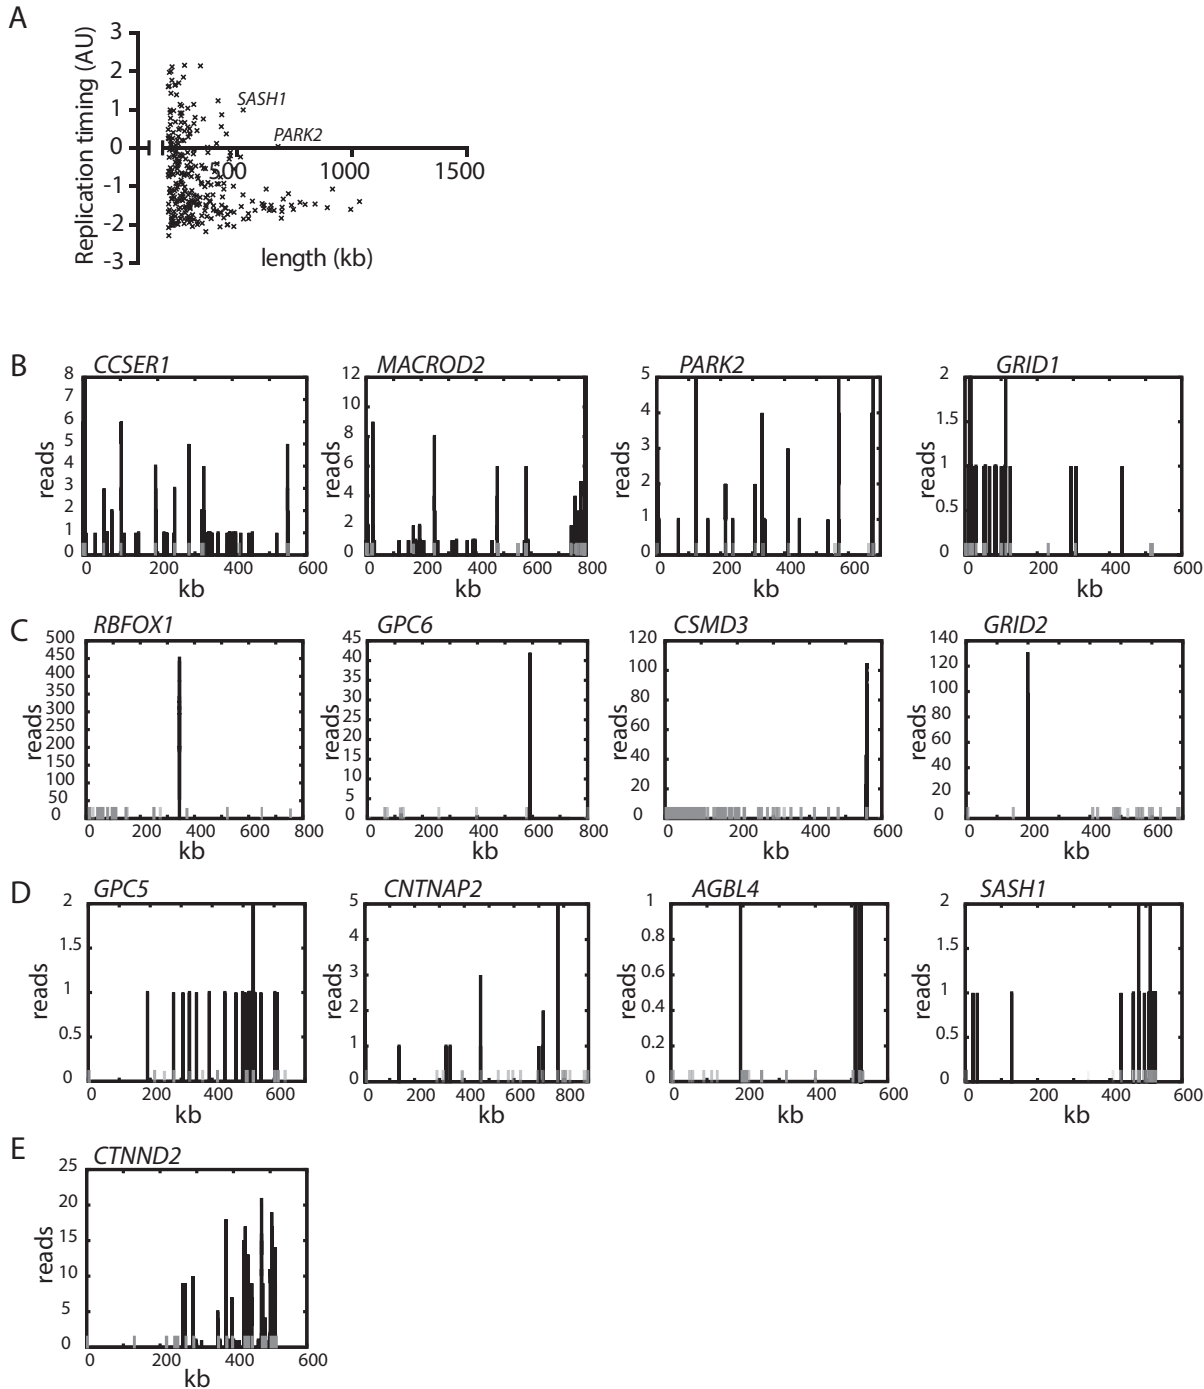 A
Replication timing (AU)
3
2
1
0
-1
-2
-3
SASH1
PARK2
500
1000
1500
length (kb)
B
CCSER1
reads
8
7
6
5
4
3
2
1
0
0 200 400 600
kb
MACROD2
reads
12
10
8
6
4
2
0
0 200 400 600 800
kb
PARK2
reads
5
4
3
2
1
0
0 200 400 600
kb
GRID1
reads
2
1.5
1
0.5
0
0 200 400 600
kb
C
RBFOX1
reads
500
450
400
350
300
250
200
150
100
50
0
0 200 400 600 800
kb
GPC6
reads
45
40
35
30
25
20
15
10
5
0
0 200 400 600 800
kb
CSMD3
reads
120
100
80
60
40
20
0
0 200 400 600
kb
GRID2
reads
140
120
100
80
60
40
20
0
0 200 400 600
kb
D
GPC5
reads
2
1.5
1
0.5
0
0 200 400 600
kb
CNTNAP2
reads
5
4
3
2
1
0
0 200 400 600 800
kb
AGBL4
reads
1
0.8
0.6
0.4
0.2
0
0 200 400 600
kb
SASH1
reads
2
1.5
1
0.5
0
0 200 400 600
kb
E
CTNND2
reads
25
20
15
10
5
0
0 200 400 600
kb